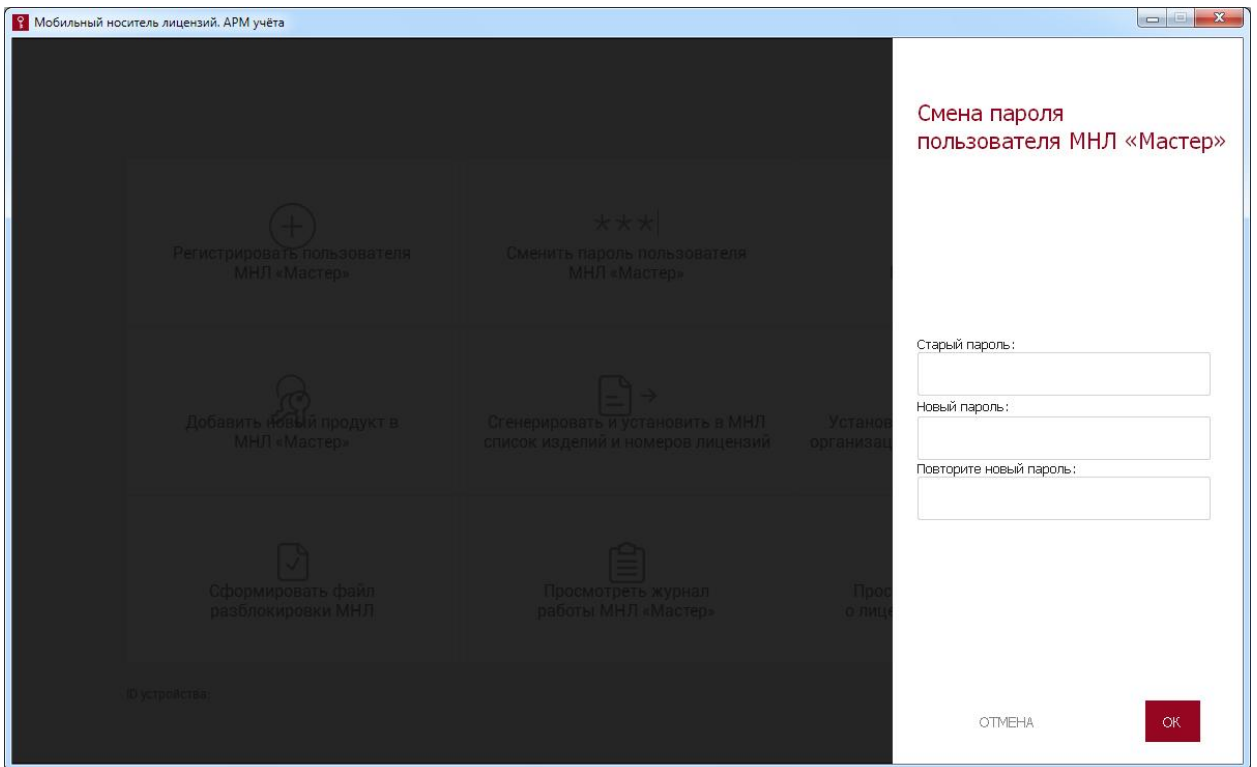 Мобильный носитель лицензий. АРМ учёта
Смена пароля
пользователя МНЛ «Мастер»
***
Регистрировать пользователя
МНЛ «Мастер»
Сменить пароль пользователя
МНЛ «Мастер»
Добавить новый продукт в
МНЛ «Мастер»
Сгенерировать и установить в МНЛ
список изделий и номеров лицензий
Сформировать файл
разблокировки МНЛ
Просмотреть журнал
работы МНЛ «Мастер»
ID устройства:
Старый пароль:
Новый пароль:
Повторите новый пароль:
ОТМЕНА
ОК